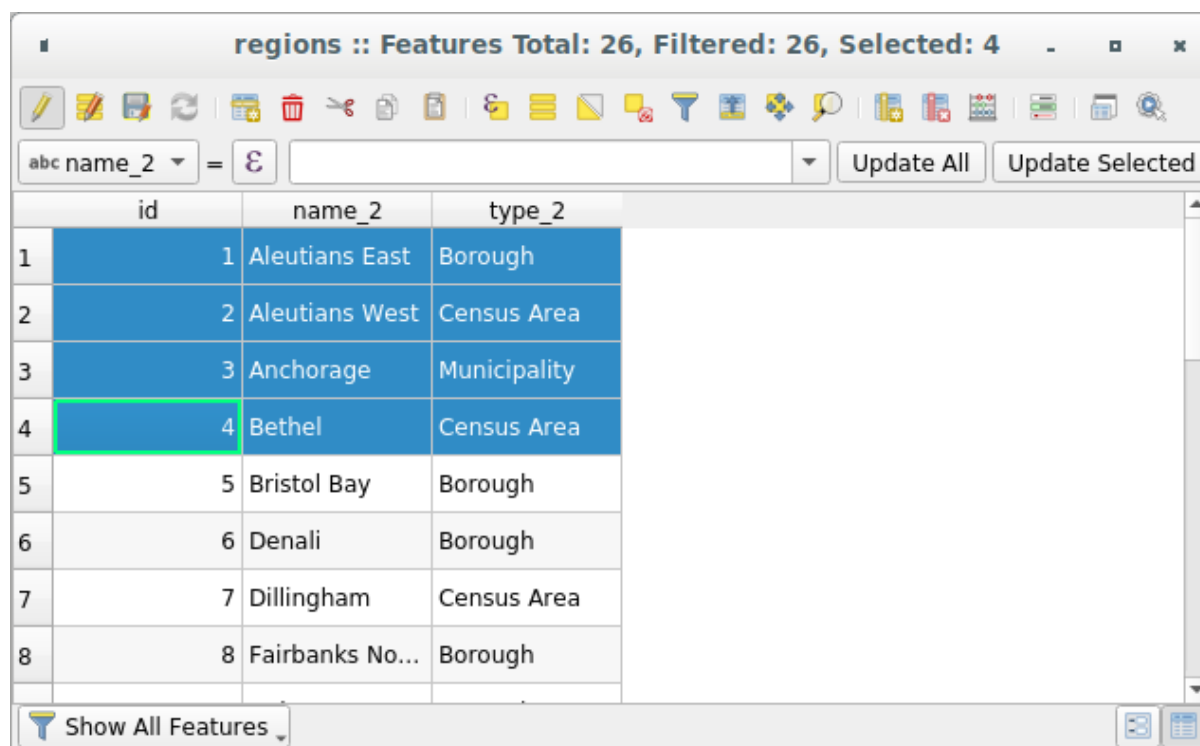 regions :: Features Total: 26, Filtered: 26, Selected: 4
abc name_2 = ε Update All Update Selected
id name_2 type_2
1 1 Aleutians East Borough
2 2 Aleutians West Census Area
3 3 Anchorage Municipality
4 4 Bethel Census Area
5 5 Bristol Bay Borough
6 6 Denali Borough
7 7 Dillingham Census Area
8 8 Fairbanks No... Borough
Show All Features